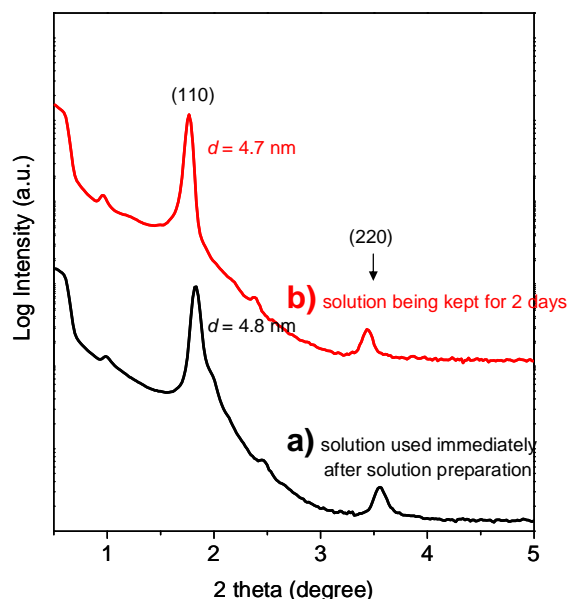 (110)
d = 4.7 nm
(220)
b) solution being kept for 2 days
d = 4.8 nm
a) solution used immediately
after solution preparation
Log Intensity (a.u.)
1 2 3 4 5
2 theta (degree)